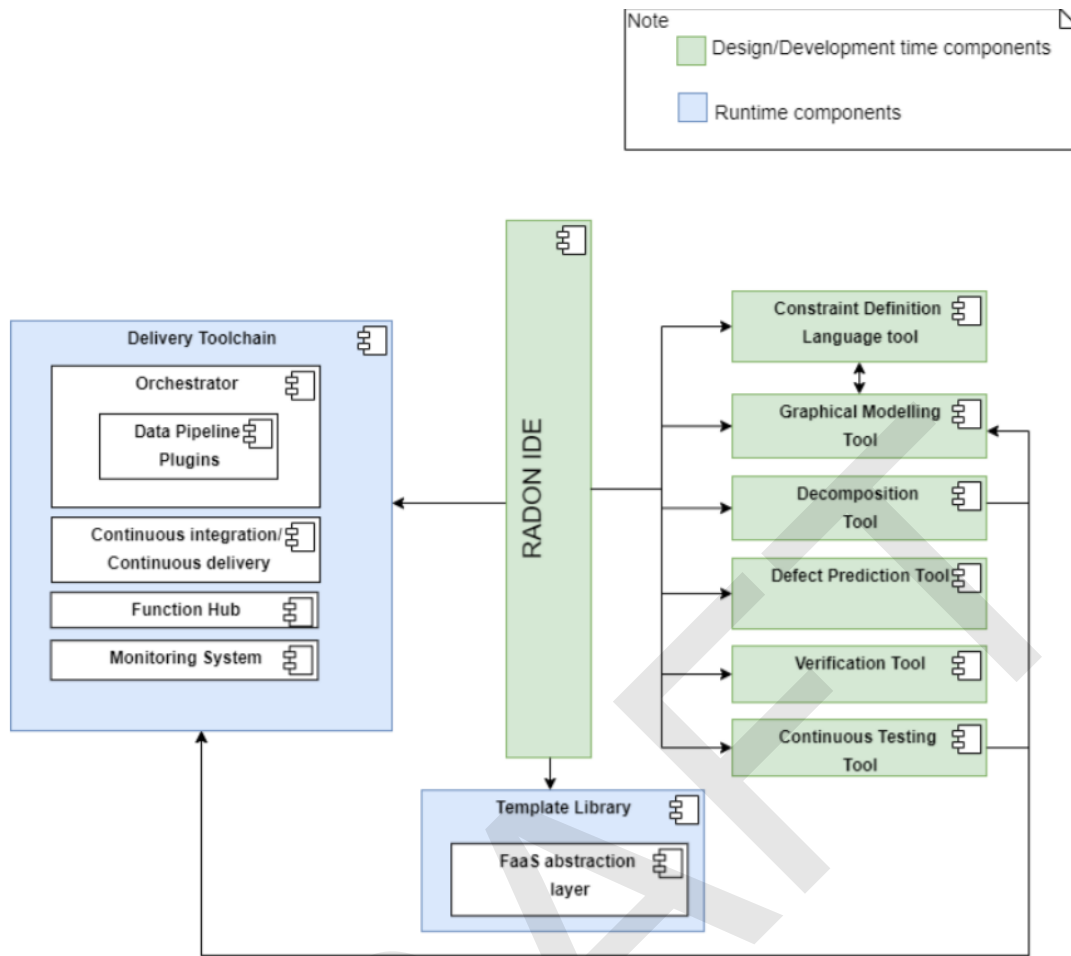 Note
Design/Development time components
Runtime components
RADON IDE
Delivery Toolchain
Orchestrator
Data Pipeline
Plugins
Continuous integration/
Continuous delivery
Function Hub
Monitoring System
Constraint Definition
Language tool
Graphical Modelling
Tool
Decomposition
Tool
Defect Prediction Tool
Verification Tool
Continuous Testing
Tool
Template Library
FaaS abstraction
layer